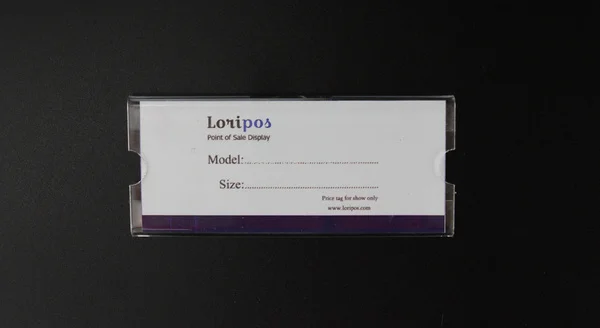 Loripos
Point of Sale Display
Model:................................................
Size:................................................
Price tag for show only
www.loripos.com